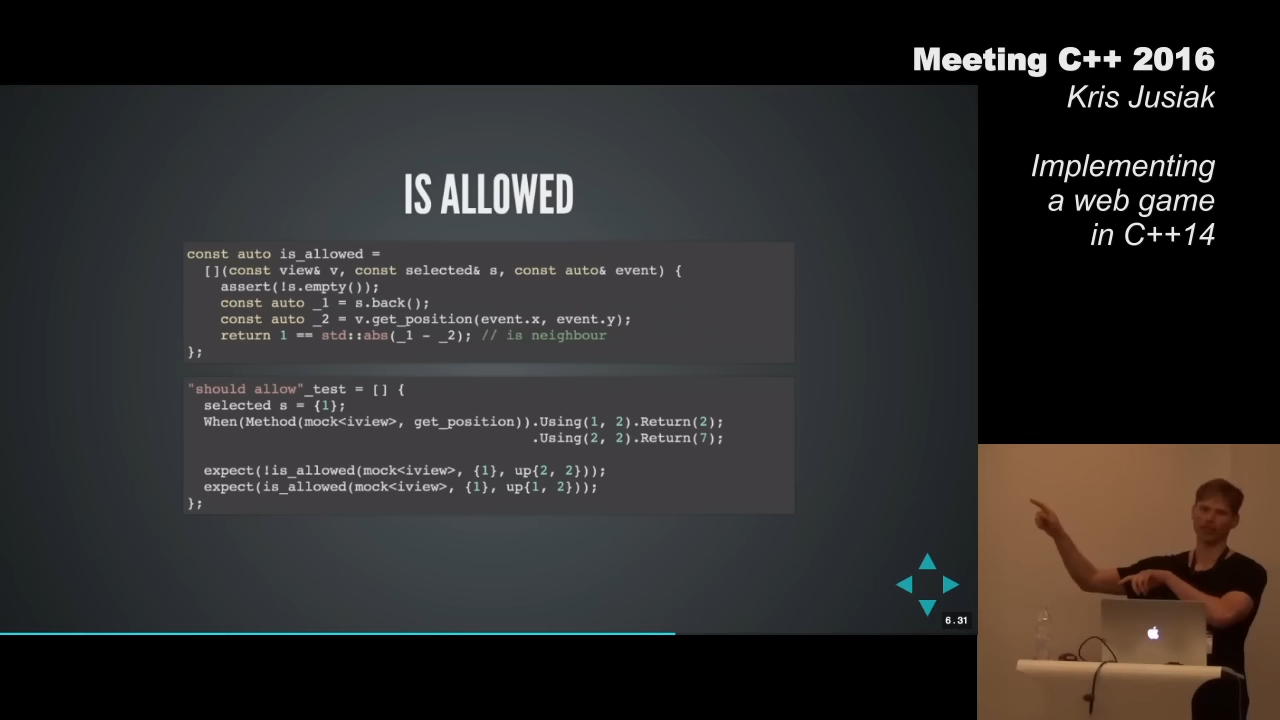 Meeting C++ 2016
Kris Jusiak
Implementing
a web game
in C++14
IS ALLOWED
const auto is_allowed =
  [](const view& v, const selected& s, const auto& event) {
    assert(!s.empty());
    const auto _1 = s.back();
    const auto _2 = v.get_position(event.x, event.y);
    return 1 == std::abs(_1 - _2); // is neighbour
};
"should allow"_test = [] {
  selected s = {1};
  When(Method(mock<iview>, get_position)).Using(1, 2).Return(2);
                                         .Using(2, 2).Return(7);
  expect(!is_allowed(mock<iview>, {1}, up{2, 2}));
  expect(is_allowed(mock<iview>, {1}, up{1, 2}));
};
6.31